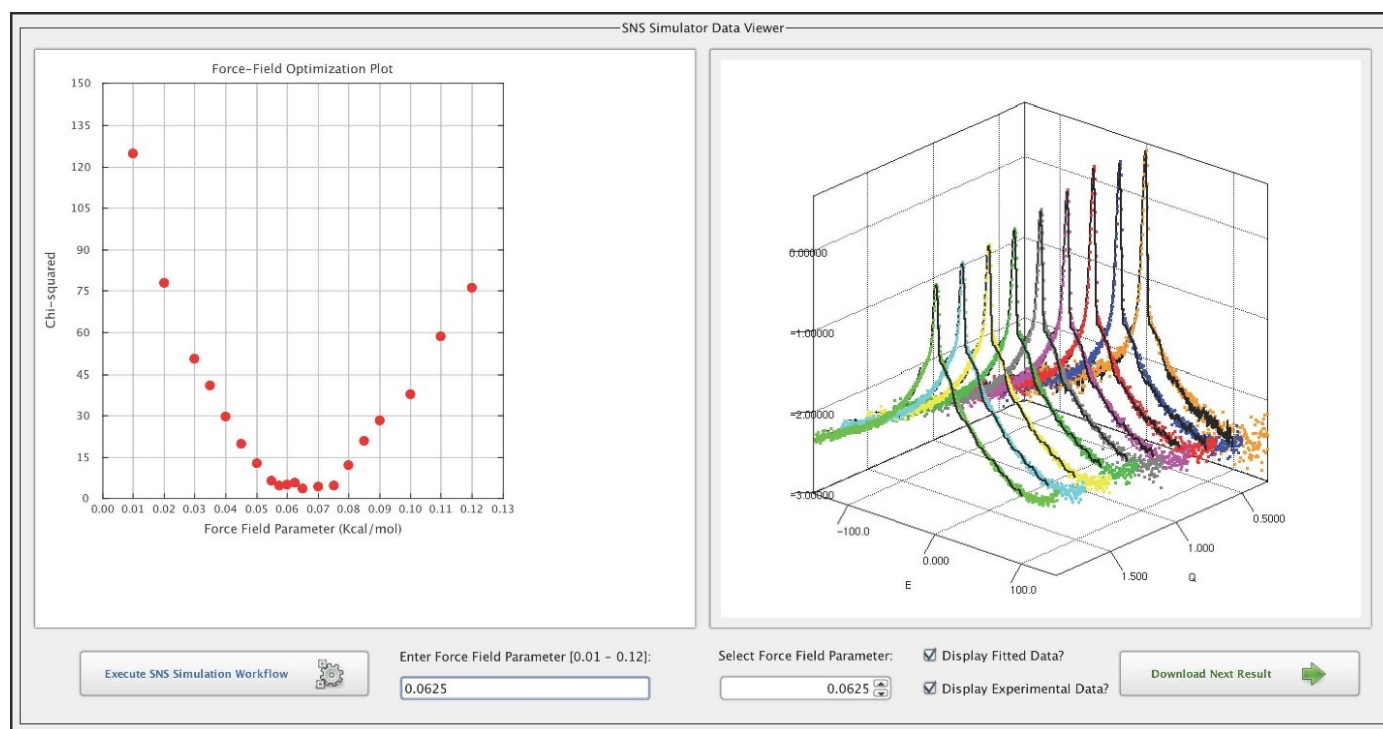 SNS Simulator Data Viewer
Force-Field Optimization Plot
150
135
120
105
90
75
60
45
30
15
0
Chi-squared
0.00 0.01 0.02 0.03 0.04 0.05 0.06 0.07 0.08 0.09 0.10 0.11 0.12 0.13
Force Field Parameter (Kcal/mol)
0.00000
-1.00000
-2.00000
-3.00000
-100.0
0.000
100.0
E
0.5000
1.000
1.500
Q
Execute SNS Simulation Workflow
Enter Force Field Parameter [0.01 - 0.12]:
0.0625
Select Force Field Parameter:
0.0625
Display Fitted Data?
Display Experimental Data?
Download Next Result